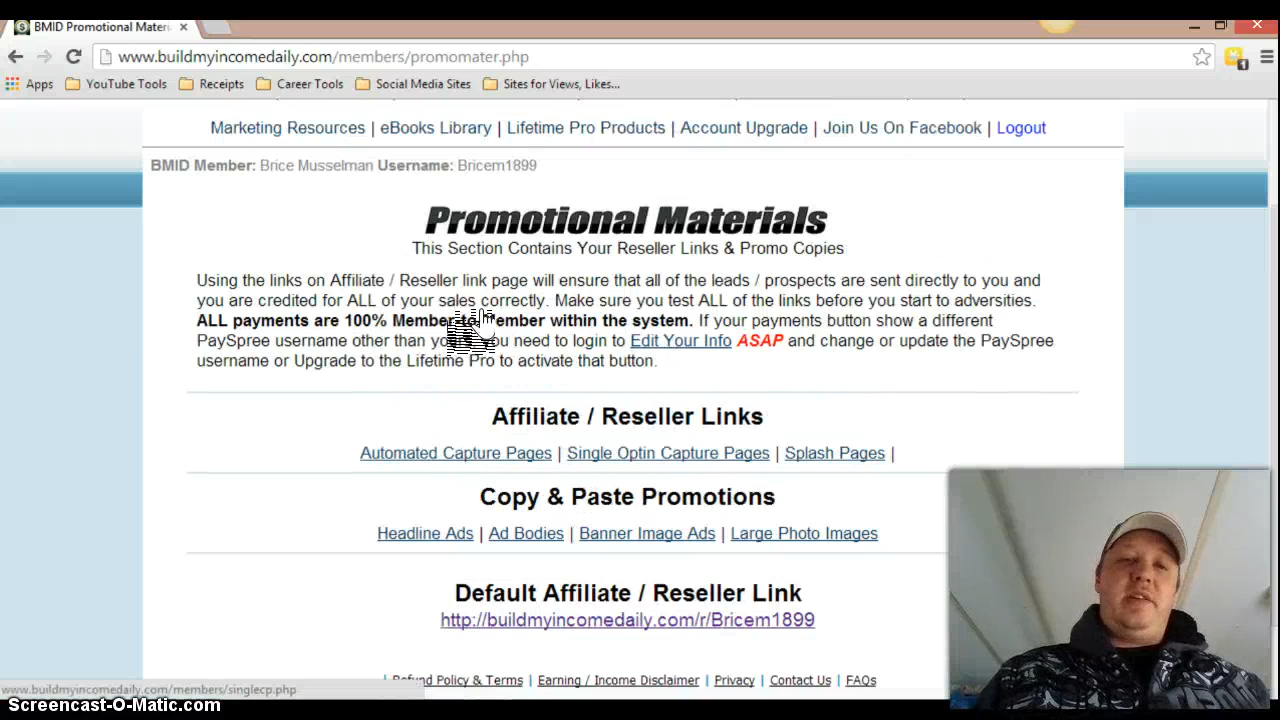 BMID Promotional Materi
www.buildmyincomedaily.com/members/promomater.php
Apps YouTube Tools Receipts Career Tools Social Media Sites Sites for Views, Likes...
1
Marketing Resources | eBooks Library | Lifetime Pro Products | Account Upgrade | Join Us On Facebook | Logout
BMID Member: Brice Musselman Username: Bricem1899
Promotional Materials
This Section Contains Your Reseller Links & Promo Copies
Using the links on Affiliate / Reseller link page will ensure that all of the leads / prospects are sent directly to you and
you are credited for ALL of your sales correctly. Make sure you test ALL of the links before you start to adversities.
ALL payments are 100% Member to member within the system. If your payments button show a different
PaySpree username other than you need to login to Edit Your Info ASAP and change or update the PaySpree
username or Upgrade to the Lifetime Pro to activate that button.
Affiliate / Reseller Links
Automated Capture Pages | Single Optin Capture Pages | Splash Pages |
Copy & Paste Promotions
Headline Ads | Ad Bodies | Banner Image Ads | Large Photo Images
Default Affiliate / Reseller Link
http://buildmyincomedaily.com/r/Bricem1899
| Refund Policy & Terms | Earning / Income Disclaimer | Privacy | Contact Us | FAQs
www.buildmyincomedaily.com/members/singlecp.php
Screencast-O-Matic.com